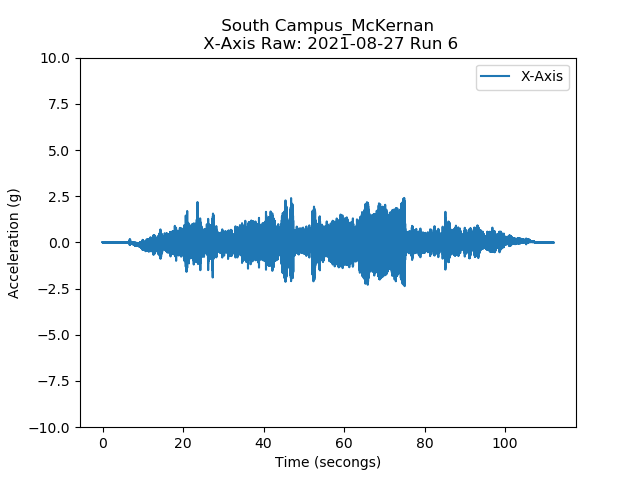 South Campus_McKernan
X-Axis Raw: 2021-08-27 Run 6
10.0
7.5
5.0
2.5
0.0
−2.5
−5.0
−7.5
−10.0
Acceleration (g)
X-Axis
0 20 40 60 80 100
Time (secongs)